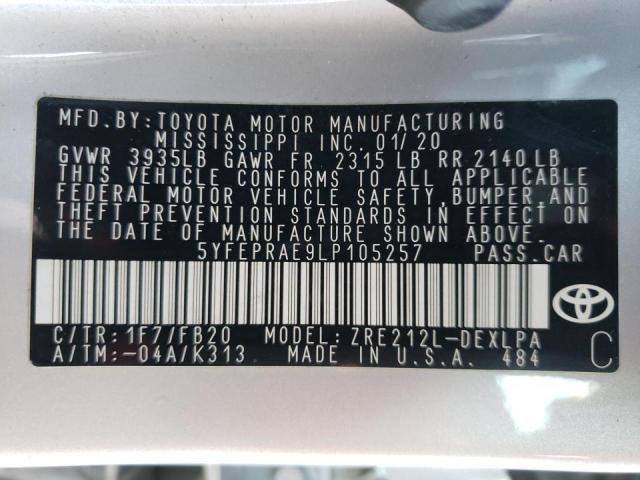 MFD. BY: TOYOTA MOTOR MANUFACTURING
MISSISSIPPI INC. 01/20
GVWR 3935LB GAWR FR 2315 LB RR 2140 LB
THIS VEHICLE CONFORMS TO ALL APPLICABLE
FEDERAL MOTOR VEHICLE SAFETY, BUMPER, AND
THEFT PREVENTION STANDARDS IN EFFECT ON
THE DATE OF MANUFACTURE SHOWN ABOVE.
5YFEPRAE9LP105257 PASS. CAR
C/TR: 1F7/FB20 MODEL: ZRE212L-DEXLPA
A/TM: -04A/K313 U.S.A. 484
C